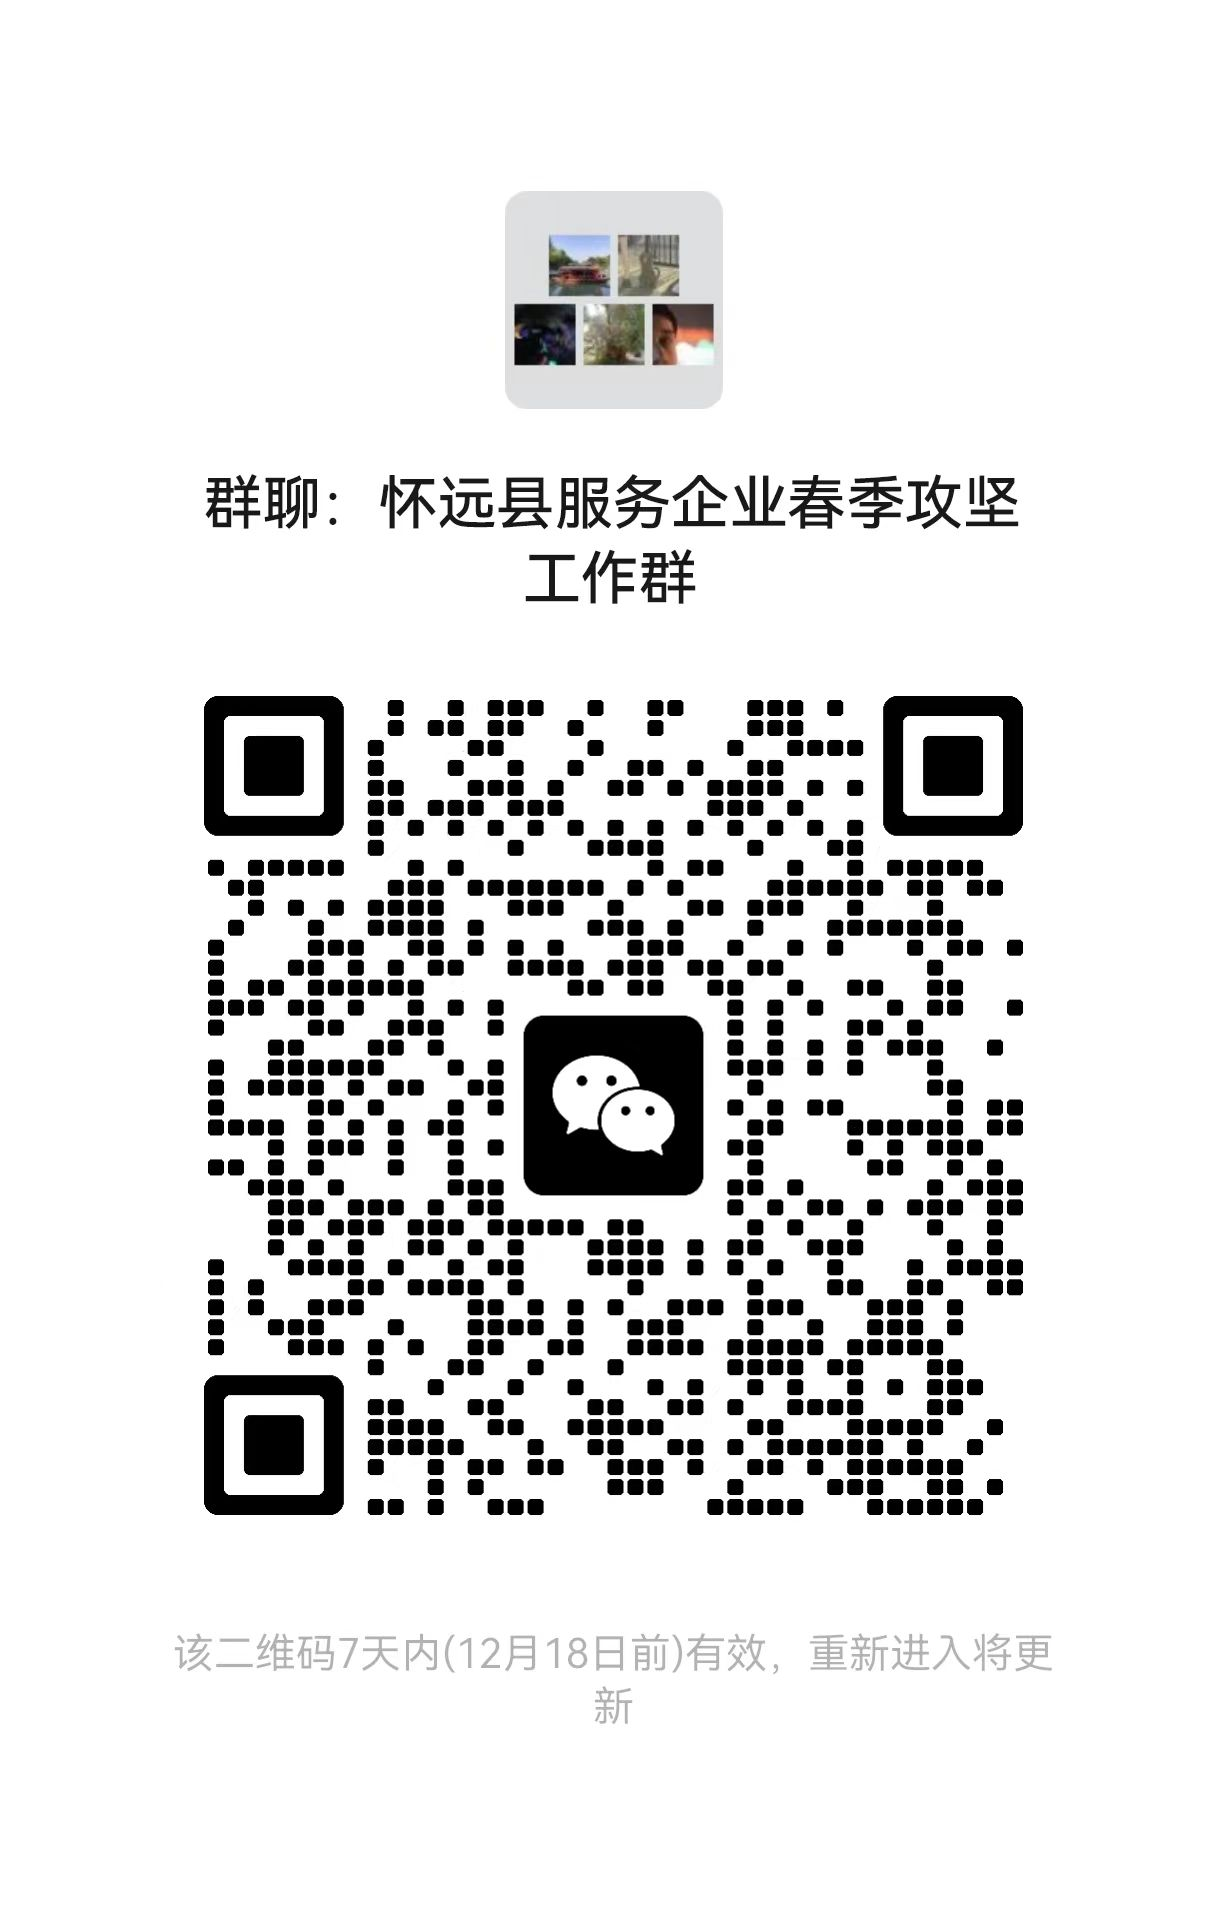 群聊：怀远县服务企业春季攻坚
工作群
该二维码7天内(12月18日前)有效，重新进入将更
新